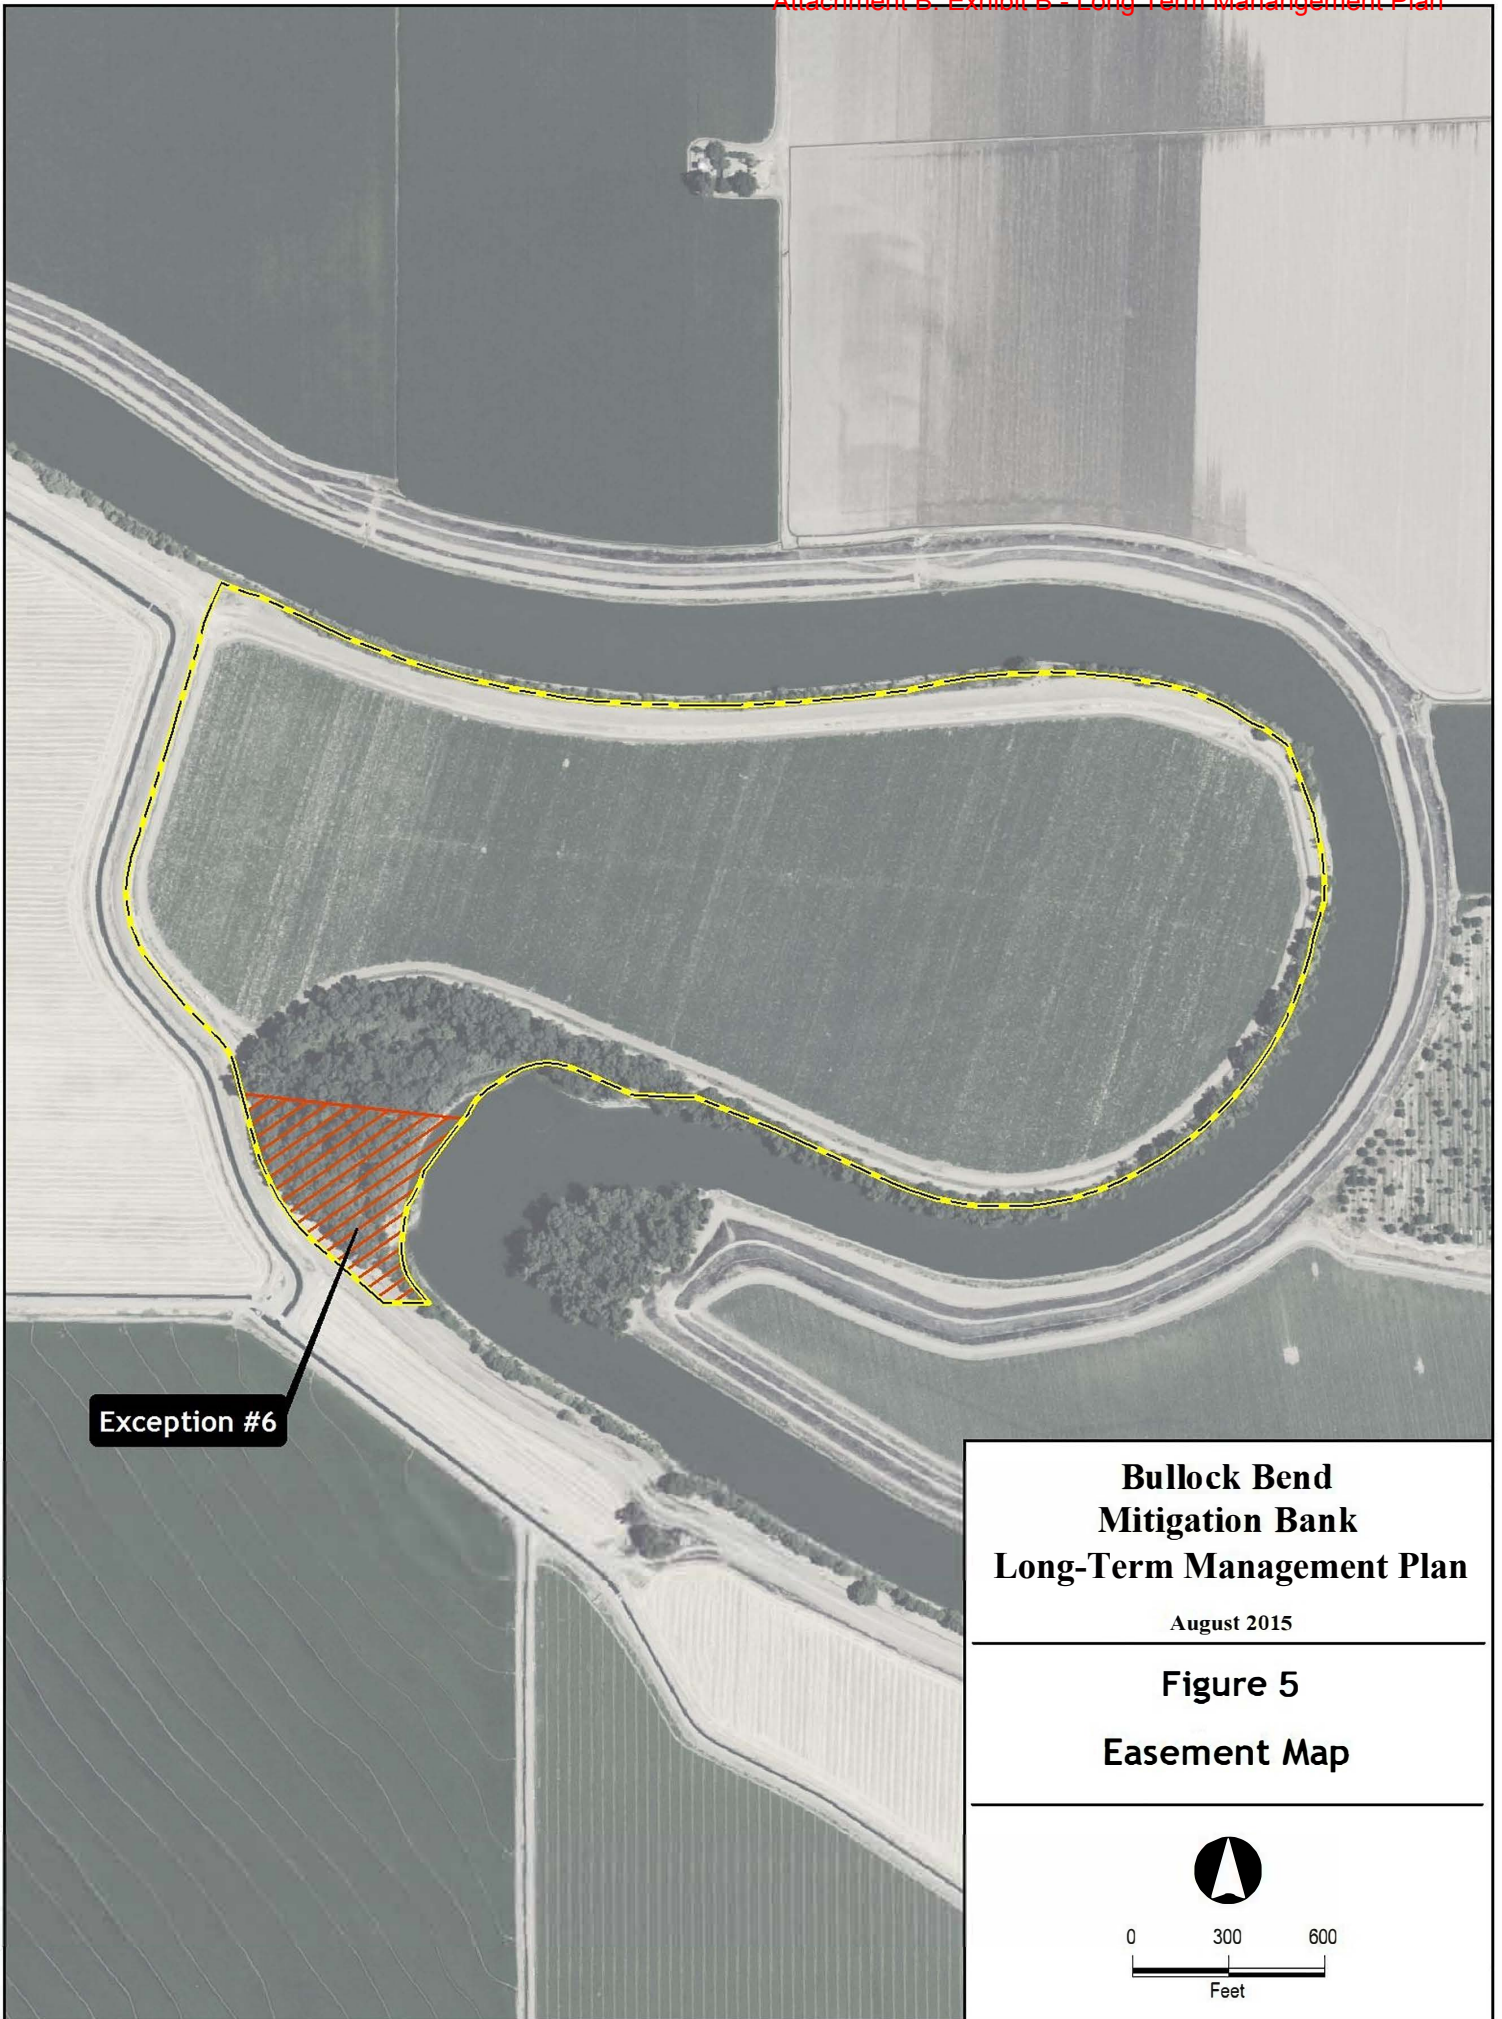 Attachment B. Exhibit B - Long Term Manangement Plan
Exception #6
Bullock Bend
Mitigation Bank
Long-Term Management Plan
August 2015
Figure 5
Easement Map
0 300 600
Feet